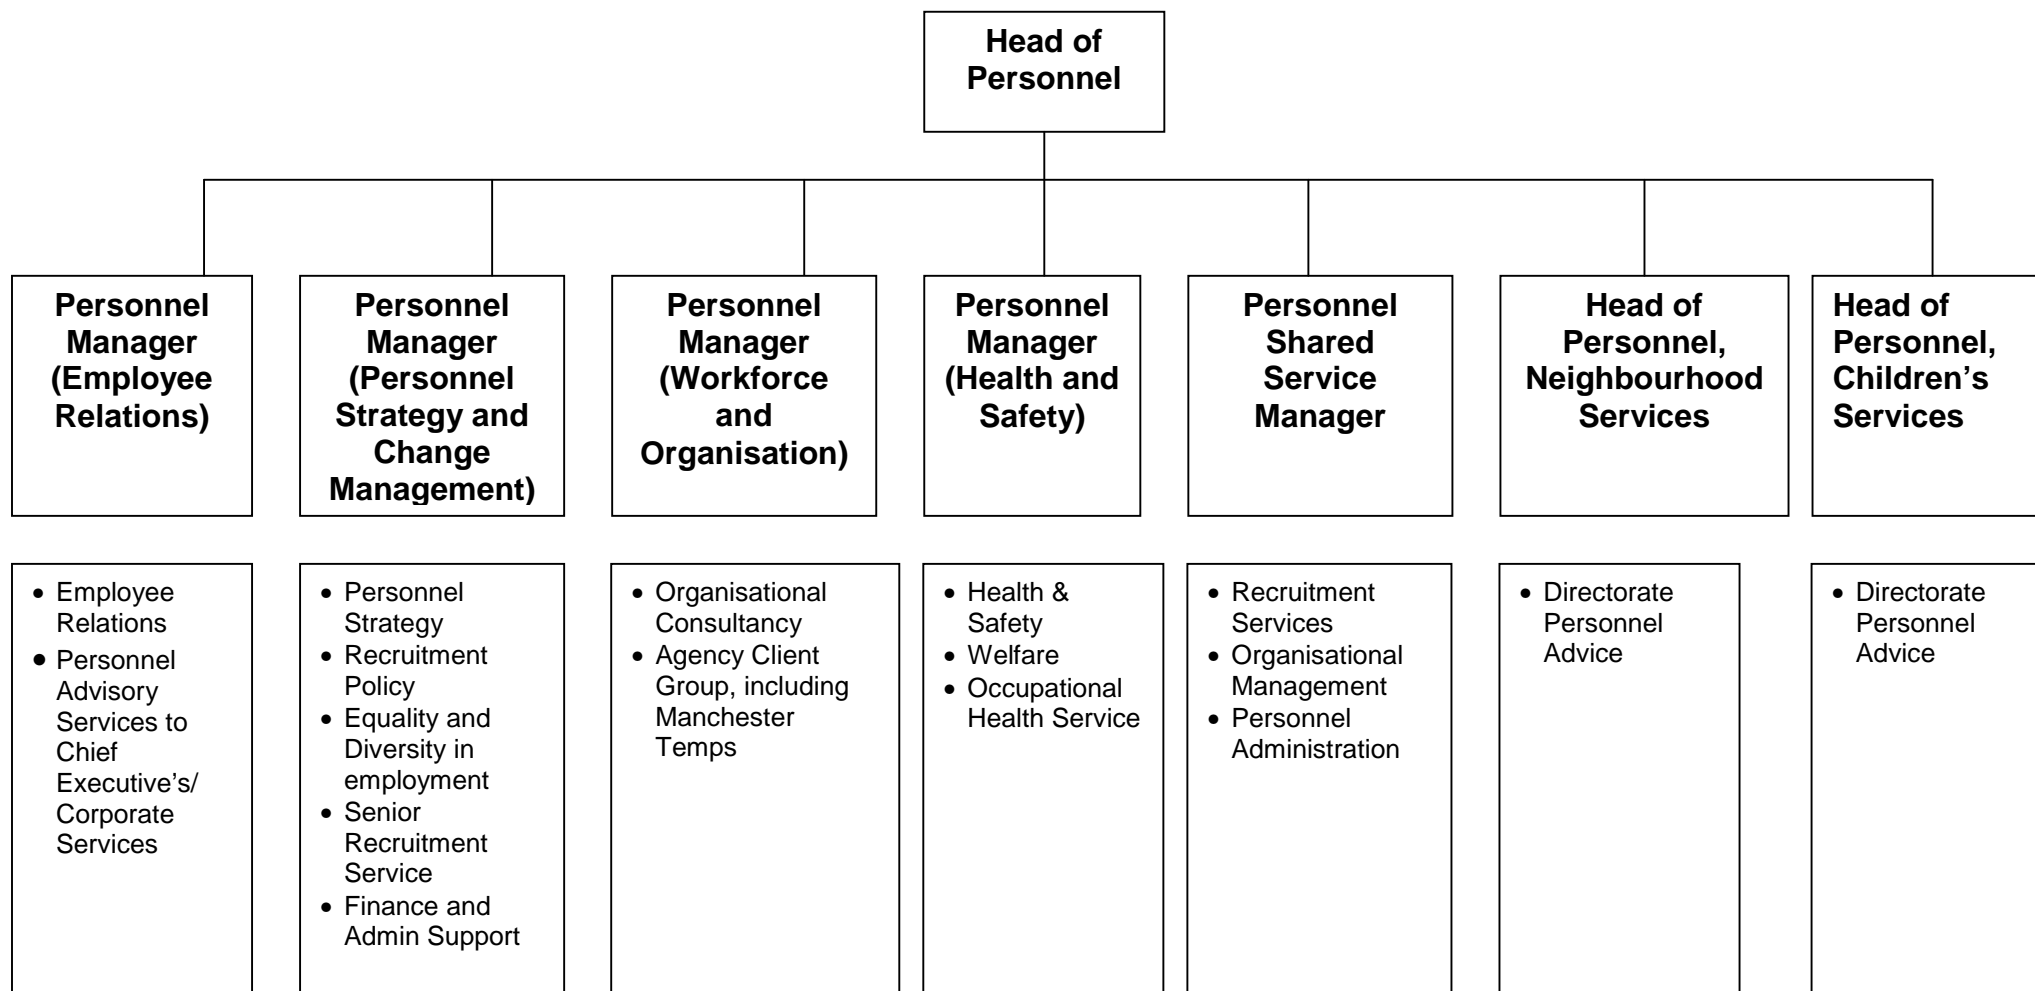 Head of
Personnel
Personnel
Manager
(Employee
Relations)
Personnel
Manager
(Personnel
Strategy and
Change
Management)
Personnel
Manager
(Workforce
and
Organisation)
Personnel
Manager
(Health and
Safety)
Personnel
Shared
Service
Manager
Head of
Personnel,
Neighbourhood
Services
Head of
Personnel,
Children’s
Services
• Employee
Relations
• Personnel
Advisory
Services to
Chief
Executive’s/
Corporate
Services
• Personnel
Strategy
• Recruitment
Policy
• Equality and
Diversity in
employment
• Senior
Recruitment
Service
• Finance and
Admin Support
• Organisational
Consultancy
• Agency Client
Group, including
Manchester
Temps
• Health &
Safety
• Welfare
• Occupational
Health Service
• Recruitment
Services
• Organisational
Management
• Personnel
Administration
• Directorate
Personnel
Advice
• Directorate
Personnel
Advice